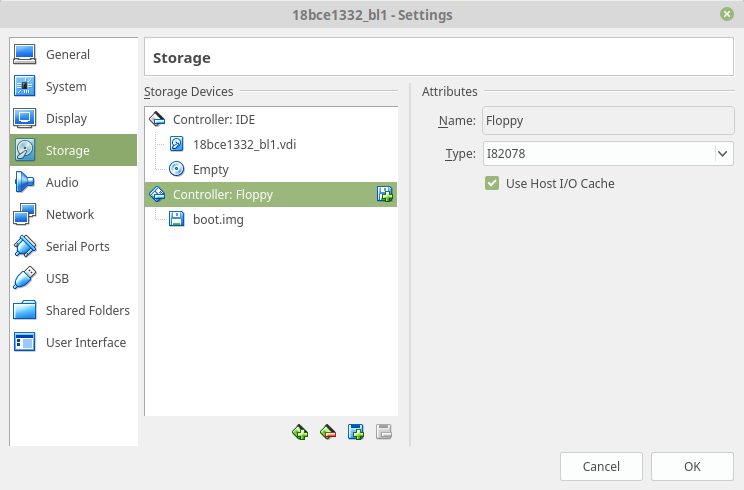 18bce1332_bl1 - Settings
General
System
Display
Storage
Audio
Network
Serial Ports
USB
Shared Folders
User Interface
Storage
Storage Devices
Controller: IDE
18bce1332_bl1.vdi
Empty
Controller: Floppy
boot.img
Attributes
Name: Floppy
Type: I82078
Use Host I/O Cache
Cancel
OK